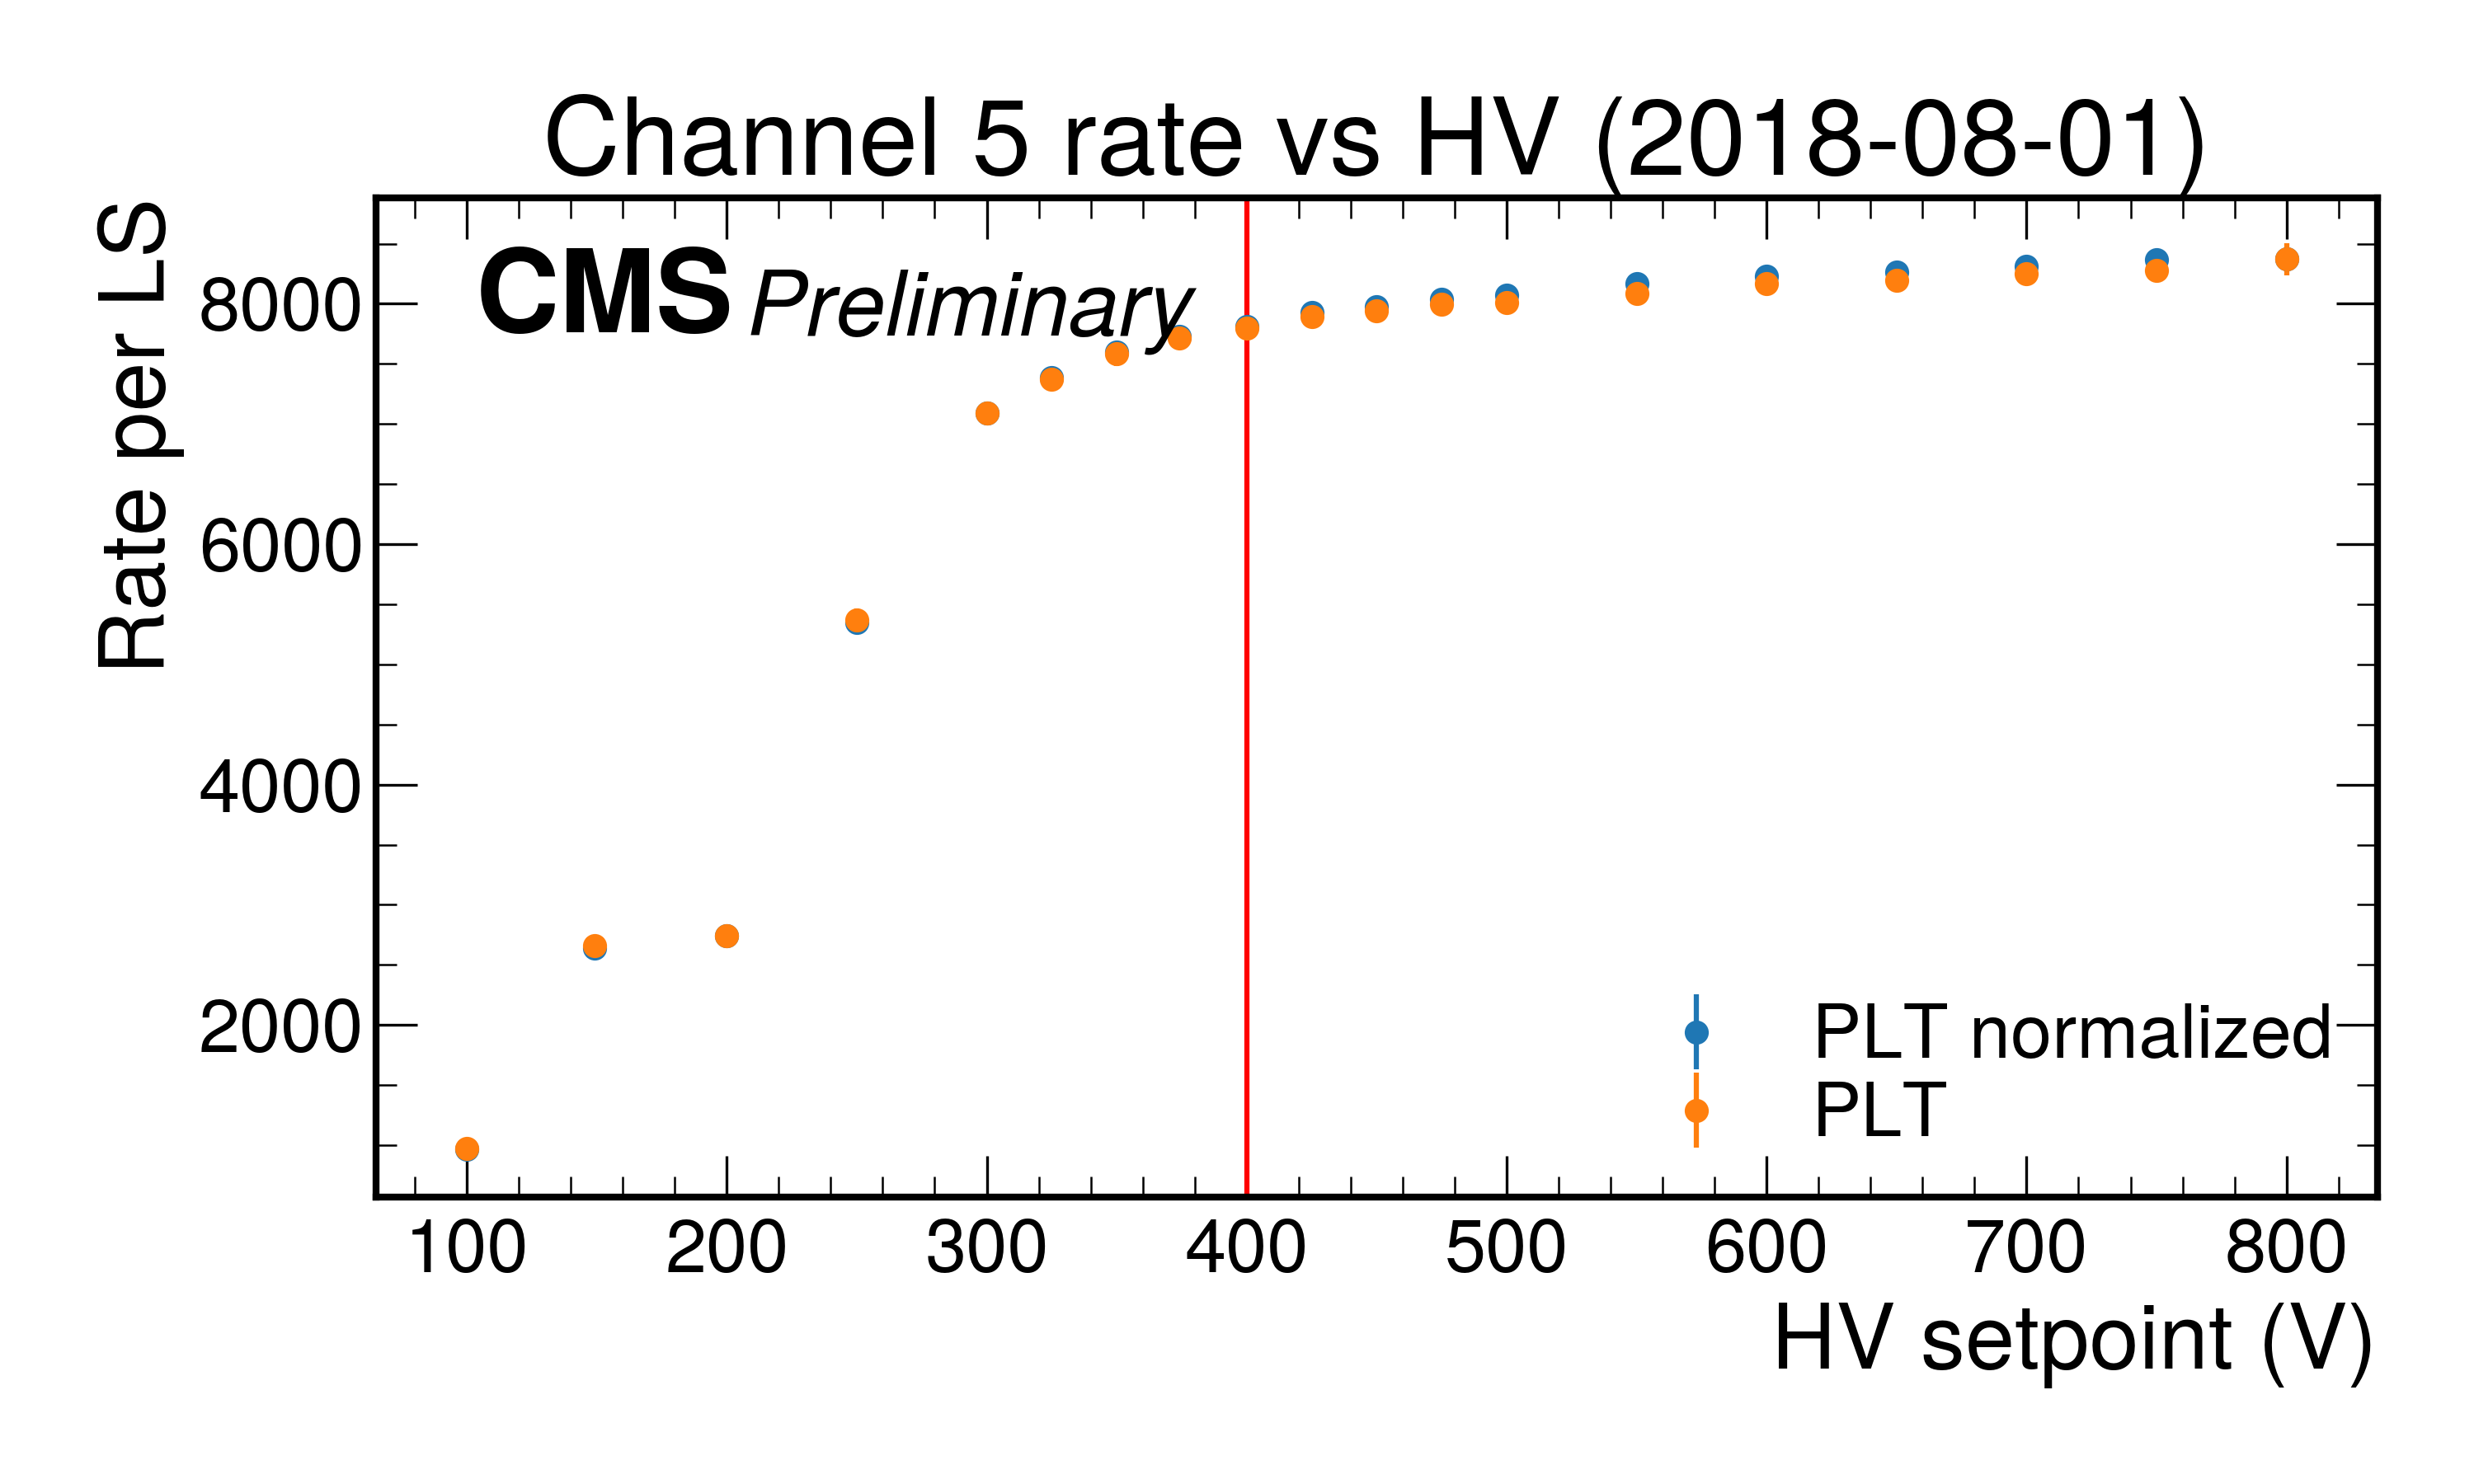 Channel 5 rate vs HV (2018-08-01)
Rate per LS
CMS Preliminary
8000
6000
4000
2000
PLT normalized
PLT
100 200 300 400 500 600 700 800
HV setpoint (V)